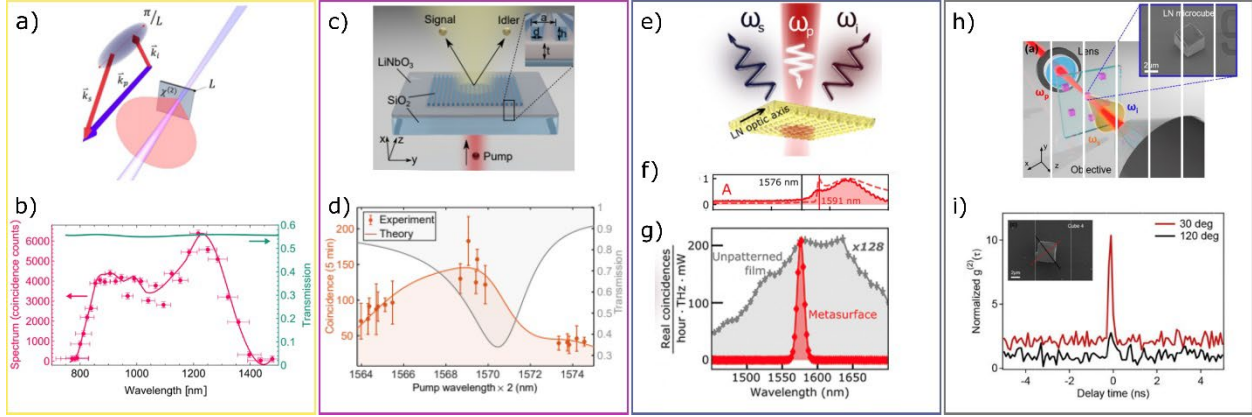 a)
π/L
k⃗s
k⃗p
k⃗i
χ(2)
L
b)
Spectrum (coincidence counts)
6000
5000
4000
3000
2000
1000
0
0.6
0.5
0.4
0.3
0.2
0.1
0
Transmission
800 1000 1200 1400
Wavelength [nm]
c)
Signal Idler
a
d h
t
LiNbO3
SiO2
x z
y
Pump
d)
Experiment
Theory
Coincidence (5 min)
200
150
100
50
1
0.9
0.8
0.7
0.6
0.5
0.4
0.3
Transmission
1564 1566 1568 1570 1572 1574
Pump wavelength × 2 (nm)
e)
ωs ωp ωi
LN optic axis
f)
1
0
A
1576 nm
1591 nm
g)
Real coincidences
hour · THz · mW
200
100
0
Unpatterned
film
x128
Metasurface
1500 1550 1600 1650
Wavelength (nm)
h)
LN microcube
2μm
(a)
Lens
ωp
ωi
ωs
y
x z
Objective
i)
Normalized g(2)(τ)
10
5
0
Cube 4
2μm
30 deg
120 deg
-4 -2 0 2 4
Delay time (ns)